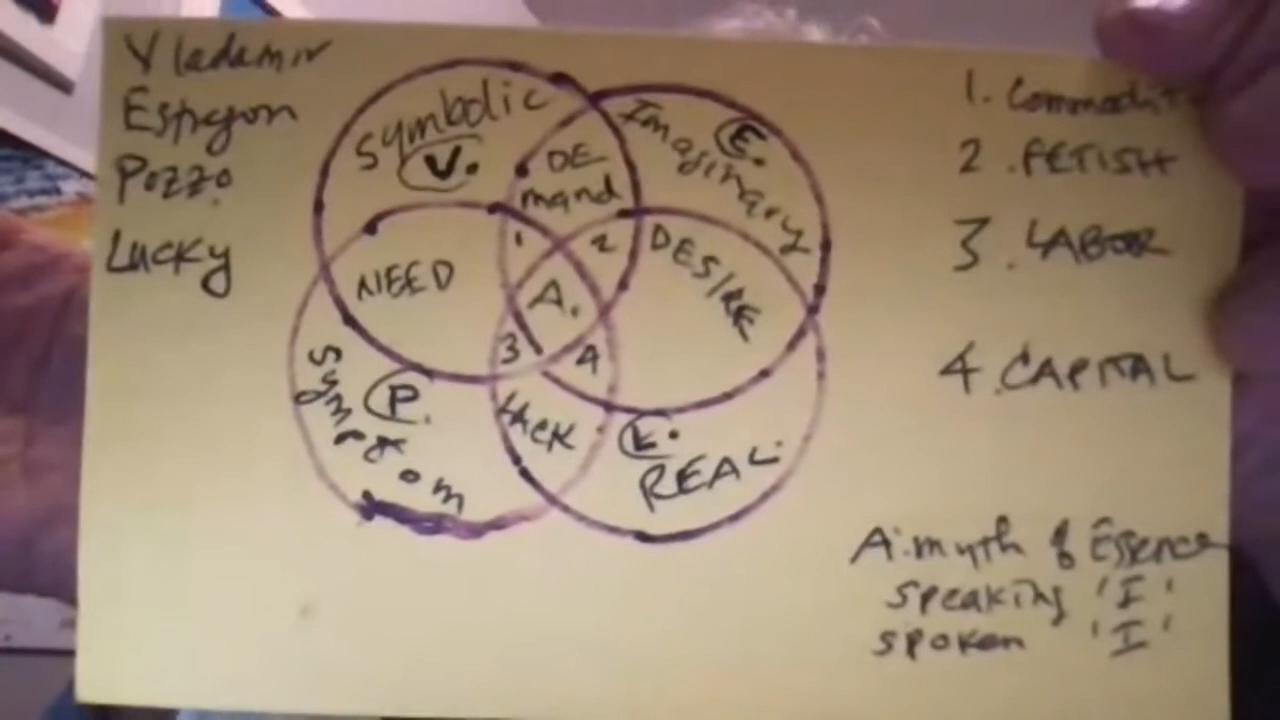 Vladamir
Estregon
Pozzo
Lucky
Symbolic
V.
DE
mand
Imaginary
E.
NEED
1
2
DESIRE
A.
3
4
Symptom
P.
LACK
L.
REAL
1. Commodit
2. FETISH
3. LABOR
4. CAPITAL
A: myth of Essence
speaking 'I'
spoken 'I'